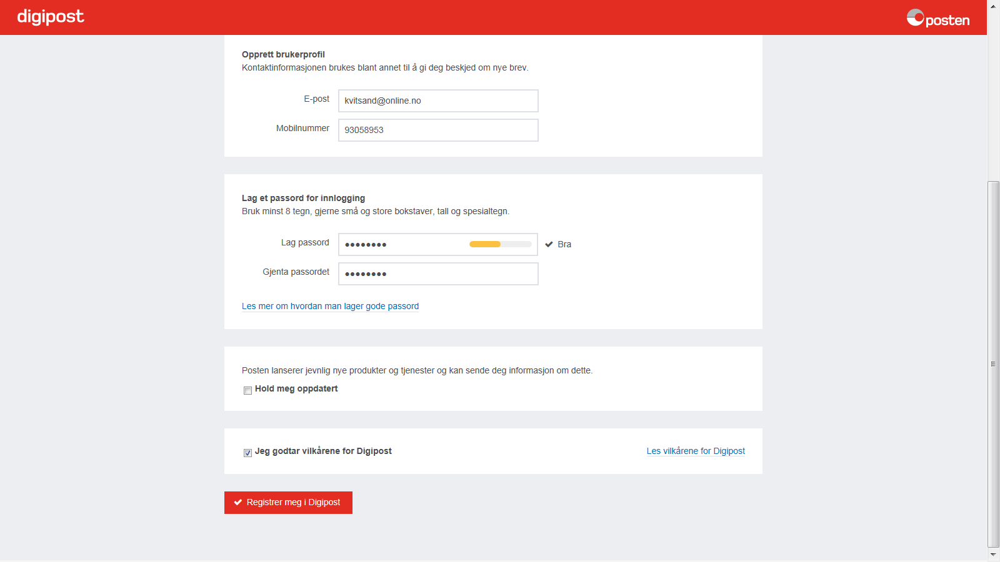 digipost
posten
Opprett brukerprofil
Kontaktinformasjonen brukes blant annet til å gi deg beskjed om nye brev.
E-post
kvitsand@online.no
Mobilnummer
93058953
Lag et passord for innlogging
Bruk minst 8 tegn, gjerne små og store bokstaver, tall og spesialtegn.
Lag passord
●●●●●●●●
Bra
Gjenta passordet
●●●●●●●●
Les mer om hvordan man lager gode passord
Posten lanserer jevnlig nye produkter og tjenester og kan sende deg informasjon om dette.
Hold meg oppdatert
Jeg godtar vilkårene for Digipost
Les vilkårene for Digipost
Registrer meg i Digipost